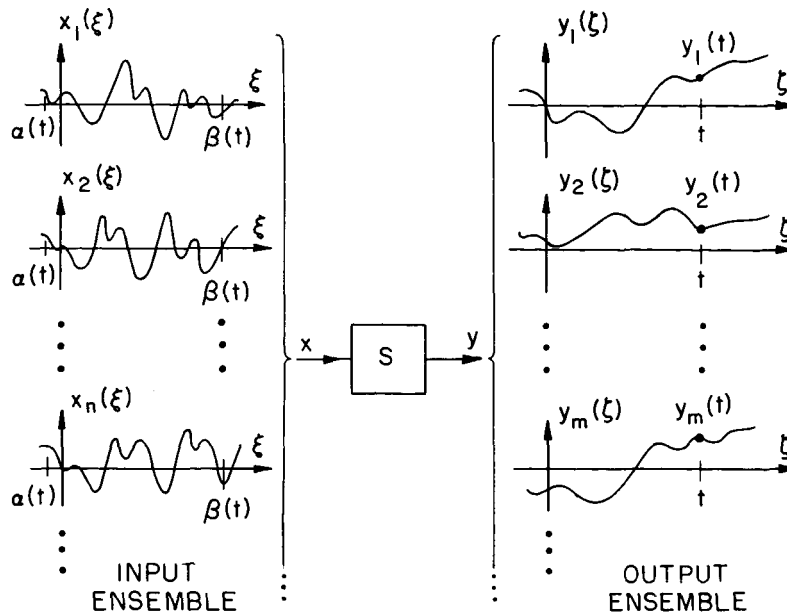 x₁(ξ)
ξ
α(t)
β(t)
x₂(ξ)
ξ
α(t)
β(t)
xₙ(ξ)
ξ
α(t)
β(t)
INPUT
ENSEMBLE
x
S
y
y₁(ζ)
y₁(t)
ζ
t
y₂(ζ)
y₂(t)
ζ
t
yₘ(ζ)
yₘ(t)
ζ
t
OUTPUT
ENSEMBLE